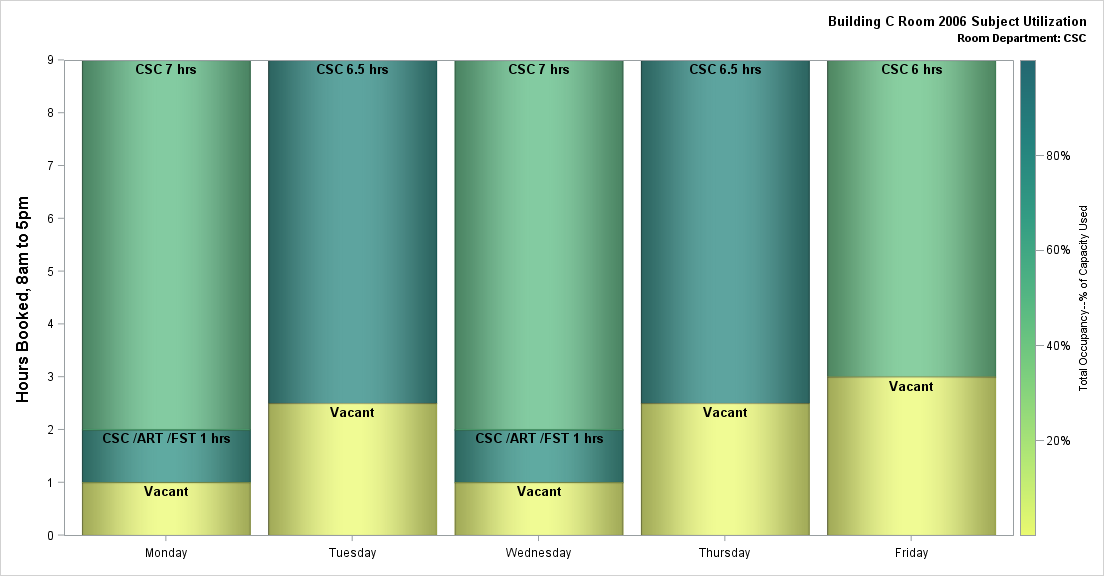 Building C Room 2006 Subject Utilization
Room Department: CSC
Hours Booked, 8am to 5pm
9
8
7
6
5
4
3
2
1
0
CSC 7 hrs
CSC /ART /FST 1 hrs
Vacant
CSC 6.5 hrs
Vacant
CSC 7 hrs
CSC /ART /FST 1 hrs
Vacant
CSC 6.5 hrs
Vacant
CSC 6 hrs
Vacant
Monday
Tuesday
Wednesday
Thursday
Friday
80%
60%
40%
20%
Total Occupancy--% of Capacity Used